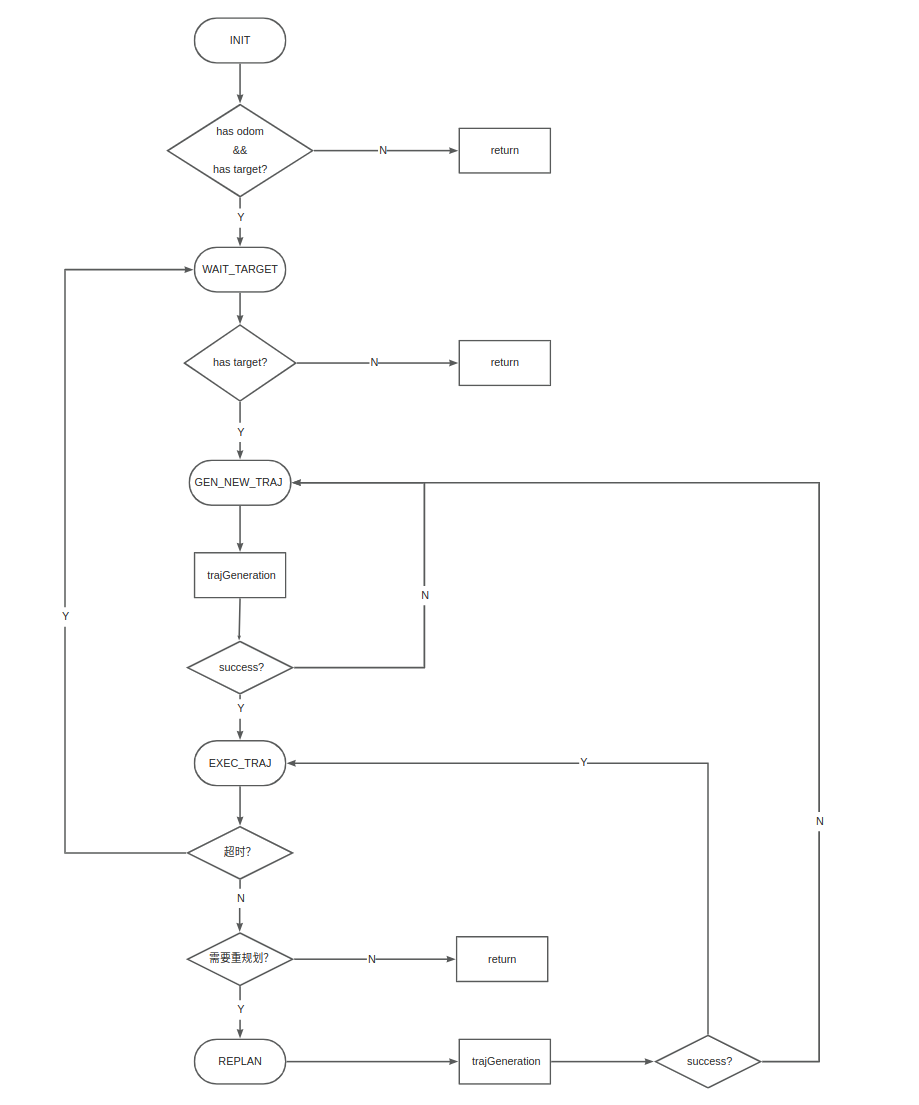 INIT
has odom
&&
has target?
N
return
Y
WAIT_TARGET
has target?
N
return
Y
GEN_NEW_TRAJ
trajGeneration
N
Y
success?
Y
EXEC_TRAJ
Y
N
超时?
N
需要重规划?
N
return
Y
REPLAN
trajGeneration
success?